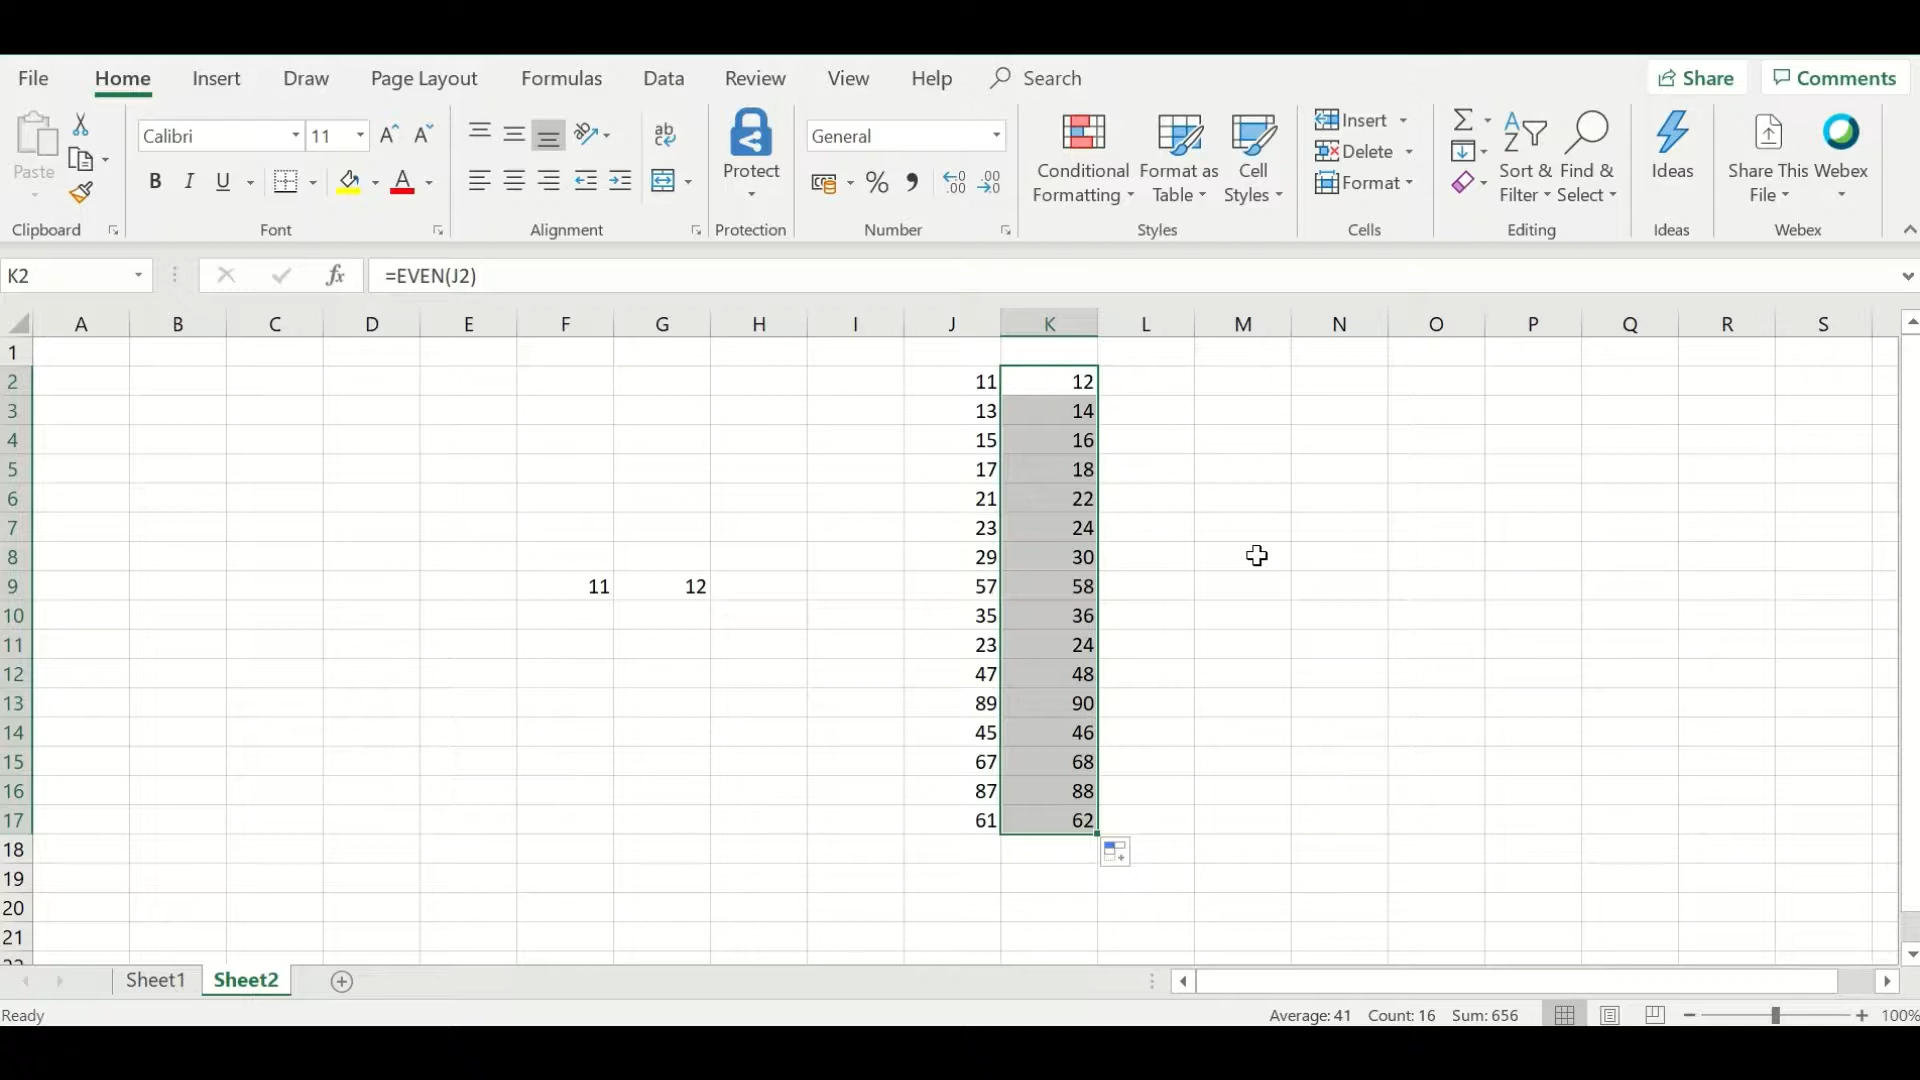 File Home Insert Draw Page Layout Formulas Data Review View Help Search Share Comments
Paste
Calibri 11 A A
B I U A
ab
c
Protect
General
% , .00 .00
Conditional Formatting
Format as Table
Cell Styles
Insert
Delete
Format
Sort & Filter
Find & Select
Ideas
Share This File
Webex
Clipboard Font Alignment Protection Number Styles Cells Editing Ideas Webex
K2 fx =EVEN(J2)
A B C D E F G H I J K L M N O P Q R S
1
2 11 12
3 13 14
4 15 16
5 17 18
6 21 22
7 23 24
8 29 30
9 11 12 57 58
10 35 36
11 23 24
12 47 48
13 89 90
14 45 46
15 67 68
16 87 88
17 61 62
18
19
20
21
Sheet1 Sheet2
Ready Average: 41 Count: 16 Sum: 656 100%